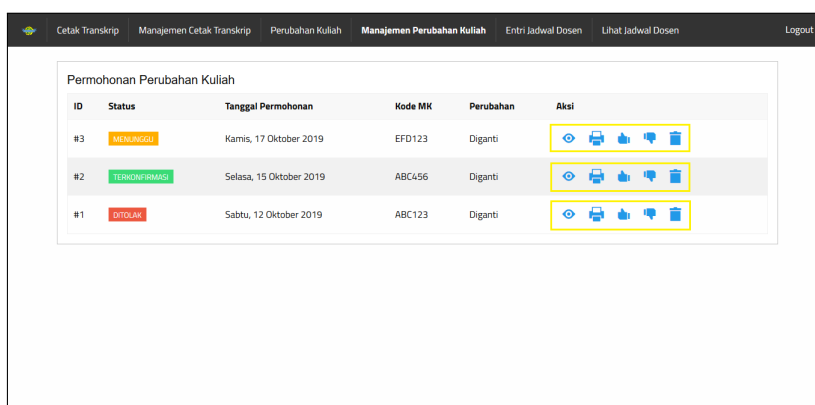 Cetak Transkrip Manajemen Cetak Transkrip Perubahan Kuliah Manajemen Perubahan Kuliah Entri Jadwal Dosen Lihat Jadwal Dosen Logout
Permohonan Perubahan Kuliah
ID Status Tanggal Permohonan Kode MK Perubahan Aksi
#3 MENUNGGU Kamis, 17 Oktober 2019 EFD123 Diganti
#2 TERKONFIRMASI Selasa, 15 Oktober 2019 ABC456 Diganti
#1 DITOLAK Sabtu, 12 Oktober 2019 ABC123 Diganti